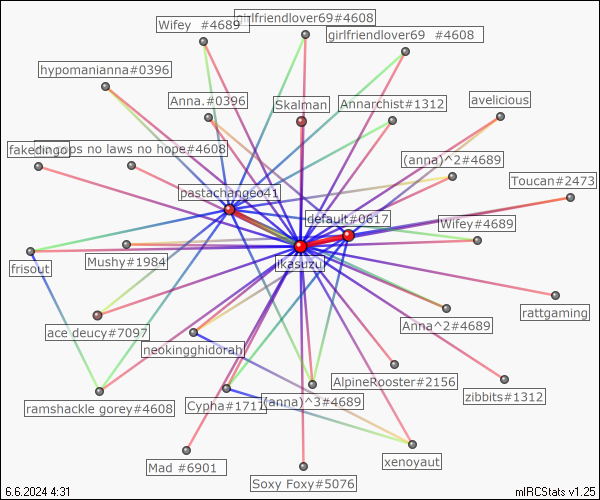 Wifey  #4689
girlfriendlover69#4608
girlfriendlover69  #4608
hypomanianna#0396
Anna.#0396
Skalman
Annarchist#1312
avelicious
no cops no laws no hope#4608
(anna)^2#4689
Toucan#2473
pastachangeo41
default#0617
Wifey#4689
ikasuzu
frisout
Mushy#1984
rattgaming
ace deucy#7097
neokingghidorah
Anna^2#4689
AlpineRooster#2156
ramshackle gorey#4608
Cypha#1717
(anna)^3#4689
zibbits#1312
Mad  #6901
Soxy Foxy#5076
xenoyaut
6.6.2024 4:31
mIRCStats v1.25